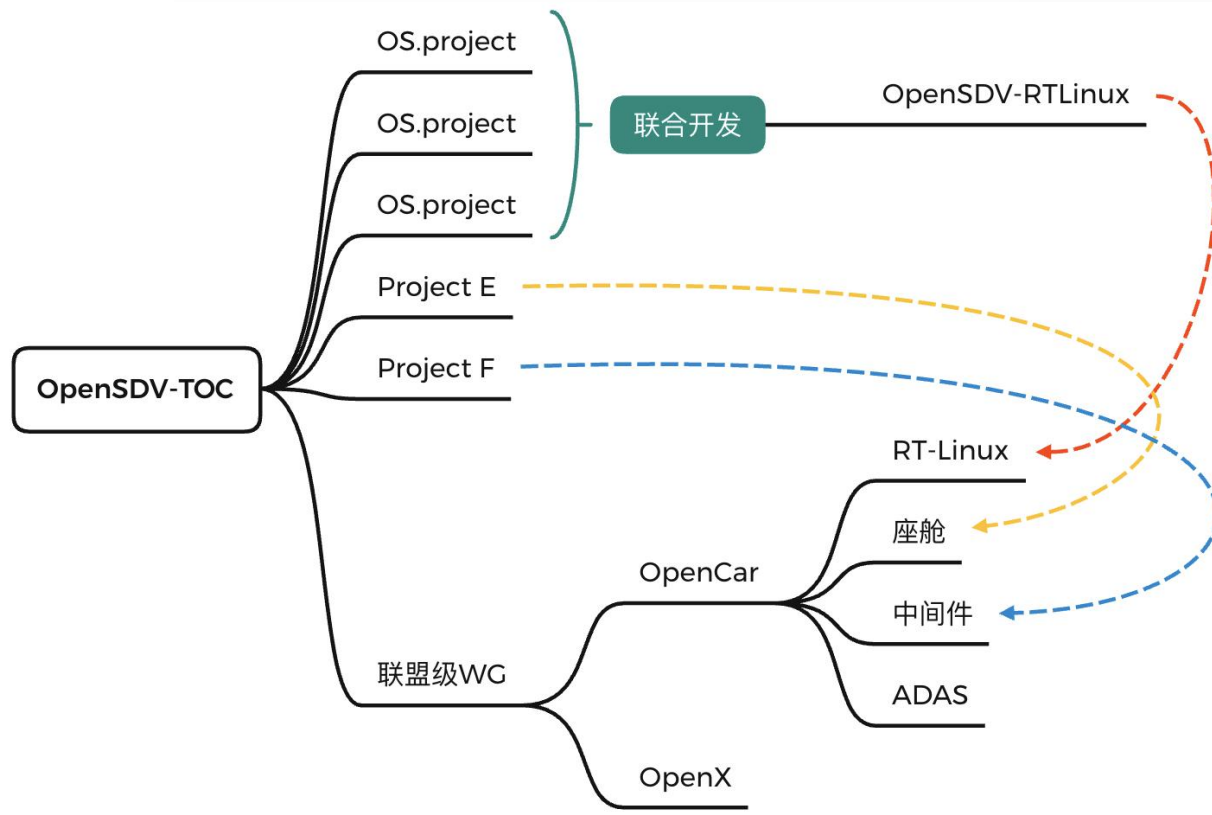 OS.project
OS.project
OS.project
联合开发
OpenSDV-RTLinux
Project E
Project F
OpenSDV-TOC
RT-Linux
座舱
OpenCar
中间件
联盟级WG
ADAS
OpenX